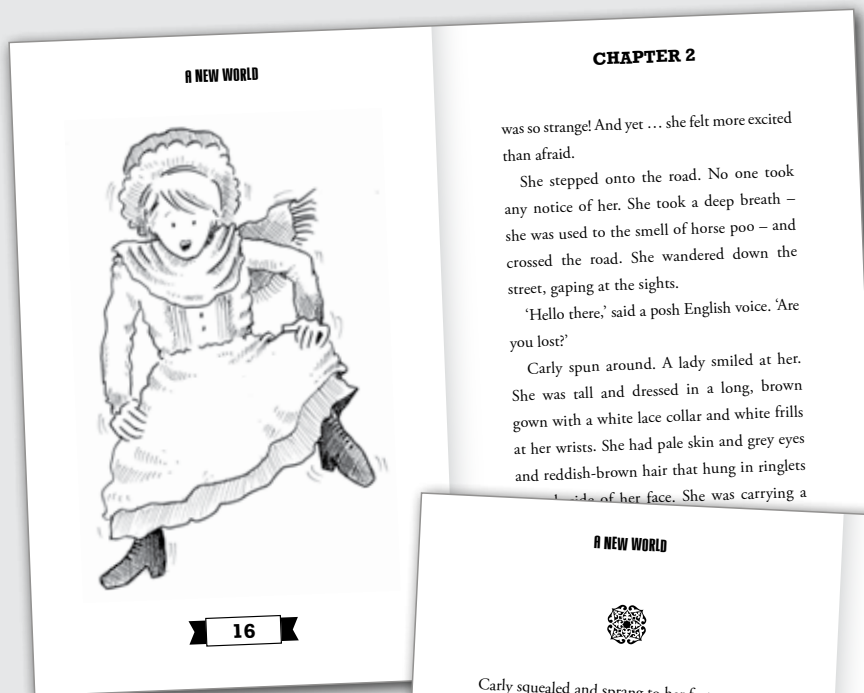 A NEW WORLD
16
CHAPTER 2
was so strange! And yet … she felt more excited
than afraid.
She stepped onto the road. No one took
any notice of her. She took a deep breath –
she was used to the smell of horse poo – and
crossed the road. She wandered down the
street, gaping at the sights.
‘Hello there,’ said a posh English voice. ‘Are
you lost?’
Carly spun around. A lady smiled at her.
She was tall and dressed in a long, brown
gown with a white lace collar and white frills
at her wrists. She had pale skin and grey eyes
and reddish-brown hair that hung in ringlets
side of her face. She was carrying a
A NEW WORLD
Carly squealed and sprang to her